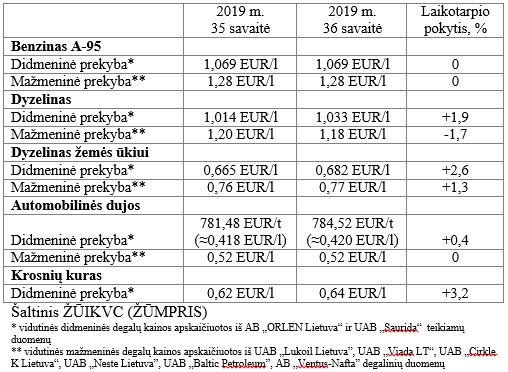 2019 m. 2019 m. Laikotarpio
35 savaitė 36 savaitė pokytis, %
Benzinas A-95
Didmeninė prekyba* 1,069 EUR/l 1,069 EUR/l 0
Mažmeninė prekyba** 1,28 EUR/l 1,28 EUR/l 0
Dyzelinas
Didmeninė prekyba* 1,014 EUR/l 1,033 EUR/l +1,9
Mažmeninė prekyba** 1,20 EUR/l 1,18 EUR/l -1,7
Dyzelinas žemės ūkiui
Didmeninė prekyba* 0,665 EUR/l 0,682 EUR/l +2,6
Mažmeninė prekyba** 0,76 EUR/l 0,77 EUR/l +1,3
Automobilinės dujos
781,48 EUR/t 784,52 EUR/t
Didmeninė prekyba* (≈0,418 EUR/l) (≈0,420 EUR/l) +0,4
Mažmeninė prekyba** 0,52 EUR/l 0,52 EUR/l 0
Krosnių kuras
Didmeninė prekyba* 0,62 EUR/l 0,64 EUR/l +3,2
Šaltinis ŽŪIKVC (ŽŪMPRIS)
* vidutinės didmeninės degalų kainos apskaičiuotos iš AB „ORLEN Lietuva“ ir UAB „Saurida“ teikiamų
duomenų
** vidutinės mažmeninės degalų kainos apskaičiuotos iš UAB „Lukoil Lietuva”, UAB „Viada LT“, UAB „Cirkle
K Lietuva“, UAB „Neste Lietuva”, UAB „Baltic Petroleum”, AB „Ventus-Nafta” degalinių duomenų